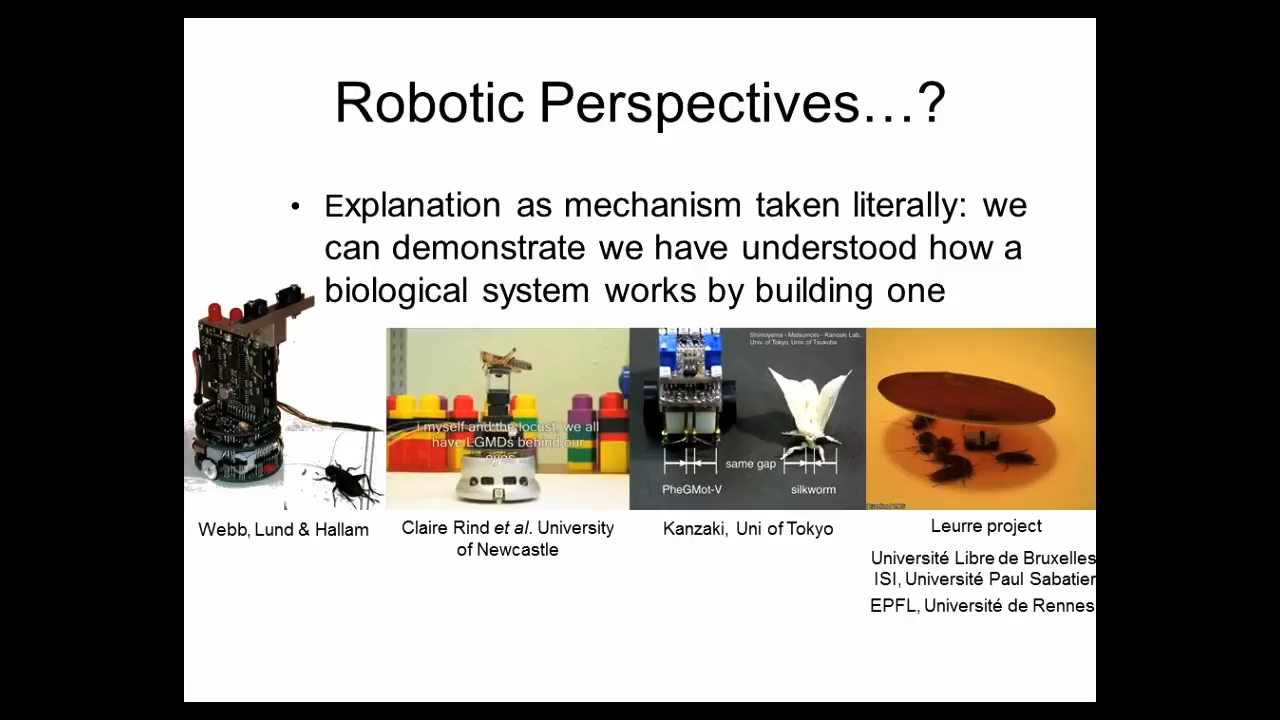 Robotic Perspectives…?
• Explanation as mechanism taken literally: we
can demonstrate we have understood how a
biological system works by building one
Shimoyama - Matsumoto - Kanzaki Lab.,
Univ. of Tokyo, Univ. of Tsukuba
i myself and the locust, we all
have LGMDs behind our
eyes
same gap
PheGMot-V
silkworm
Webb, Lund & Hallam
Claire Rind et al. University
of Newcastle
Kanzaki, Uni of Tokyo
Leurre project
Université Libre de Bruxelles
ISI, Université Paul Sabatier
EPFL, Université de Rennes